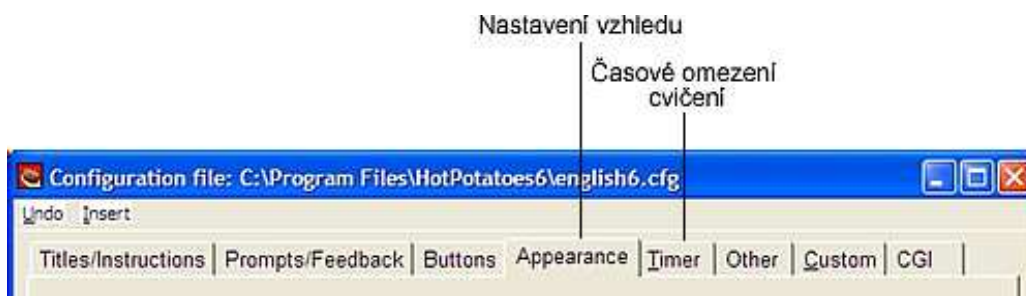 Nastavení vzhledu
Časové omezení
cvičení
Configuration file: C:\Program Files\HotPotatoes6\english6.cfg
Undo Insert
Titles/Instructions Prompts/Feedback Buttons Appearance Timer Other Custom CGI